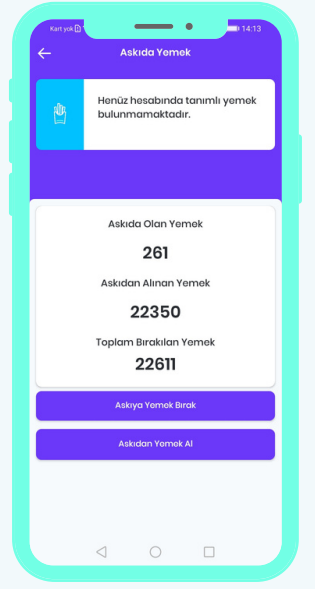 Kart yok
14:13
Askıda Yemek
Henüz hesabında tanımlı yemek
bulunmamaktadır.
Askıda Olan Yemek
261
Askıdan Alınan Yemek
22350
Toplam Bırakılan Yemek
22611
Askıya Yemek Bırak
Askıdan Yemek Al